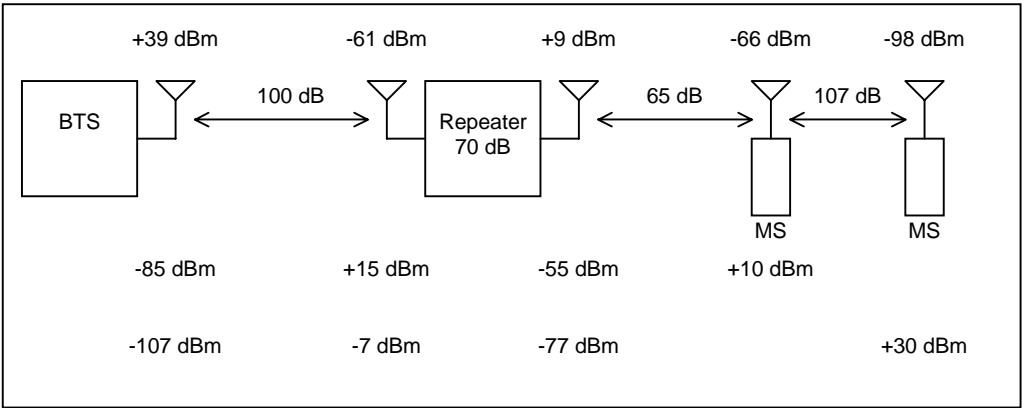 +39 dBm -61 dBm +9 dBm -66 dBm -98 dBm
100 dB 65 dB 107 dB
BTS Repeater
70 dB
MS MS
-85 dBm +15 dBm -55 dBm +10 dBm
-107 dBm -7 dBm -77 dBm +30 dBm